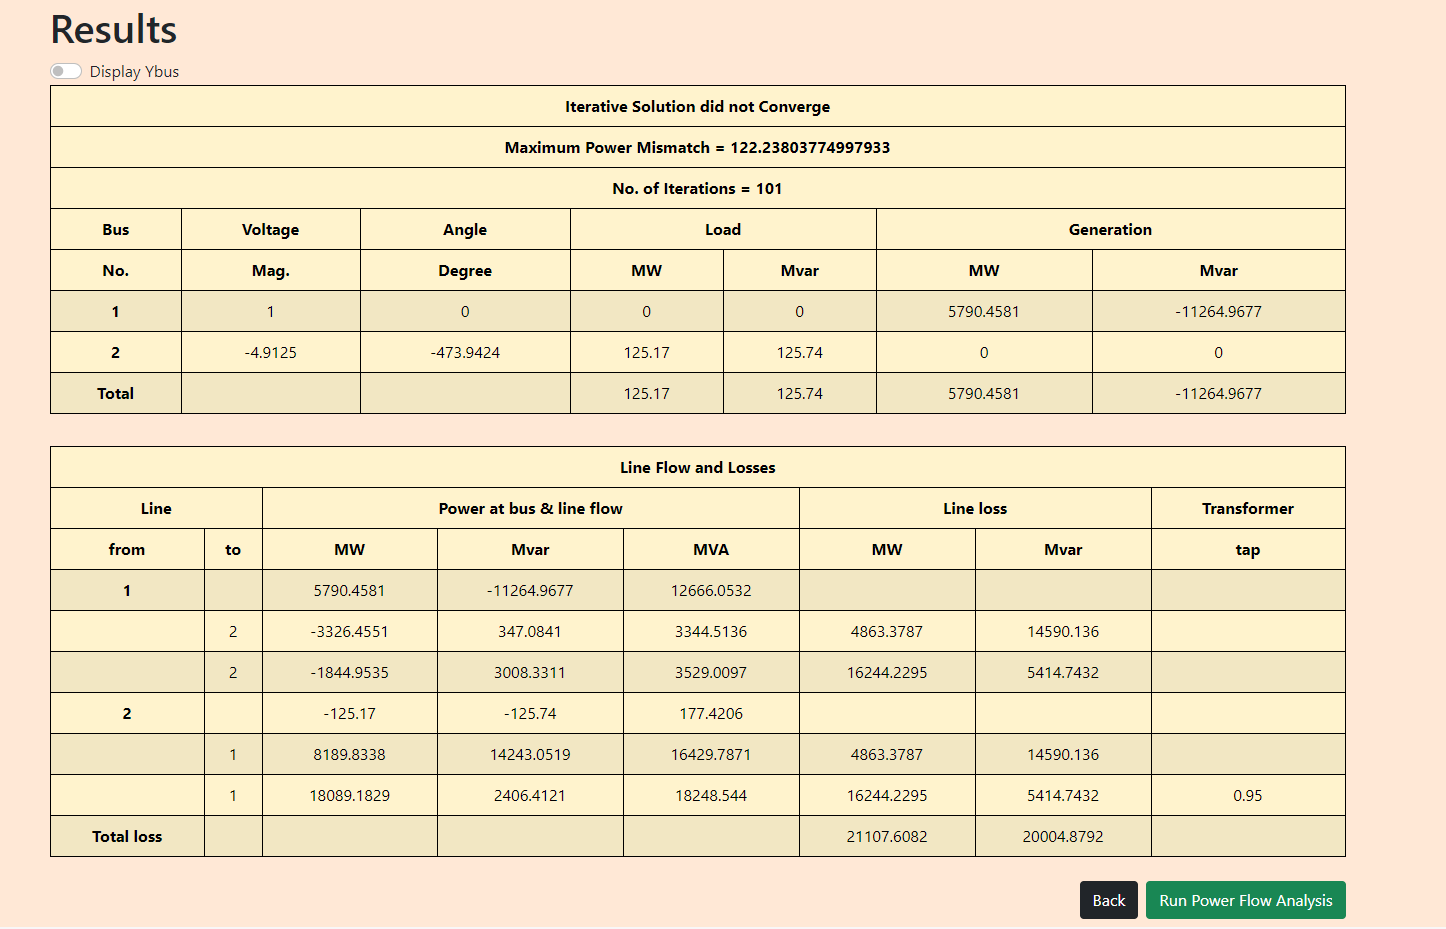 Results
Display Ybus
Iterative Solution did not Converge
Maximum Power Mismatch = 122.23803774997933
No. of Iterations = 101
Bus Voltage Angle Load Generation
No. Mag. Degree MW Mvar MW Mvar
1 1 0 0 0 5790.4581 -11264.9677
2 -4.9125 -473.9424 125.17 125.74 0 0
Total 125.17 125.74 5790.4581 -11264.9677
Line Flow and Losses
Line Power at bus & line flow Line loss Transformer
from to MW Mvar MVA MW Mvar tap
1 5790.4581 -11264.9677 12666.0532
2 -3326.4551 347.0841 3344.5136 4863.3787 14590.136
2 -1844.9535 3008.3311 3529.0097 16244.2295 5414.7432
2 -125.17 -125.74 177.4206
1 8189.8338 14243.0519 16429.7871 4863.3787 14590.136
1 18089.1829 2406.4121 18248.544 16244.2295 5414.7432 0.95
Total loss 21107.6082 20004.8792
Back Run Power Flow Analysis